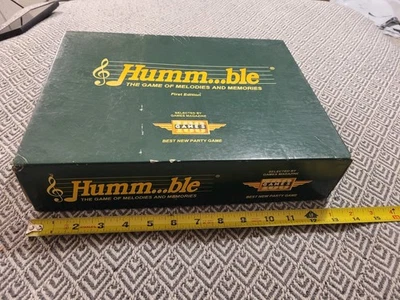 Humm...ble®
THE GAME OF MELODIES AND MEMORIES
First Edition!
SELECTED BY
GAMES MAGAZINE
GAMES
BEST NEW PARTY GAME
Humm...ble
THE GAME OF MELODIES AND MEMORIES
SELECTED BY
GAMES MAGAZINE
GAMES
BEST NEW PARTY GAME
2 3 4 5 6 7 8 9 10 11 12 13 14 15